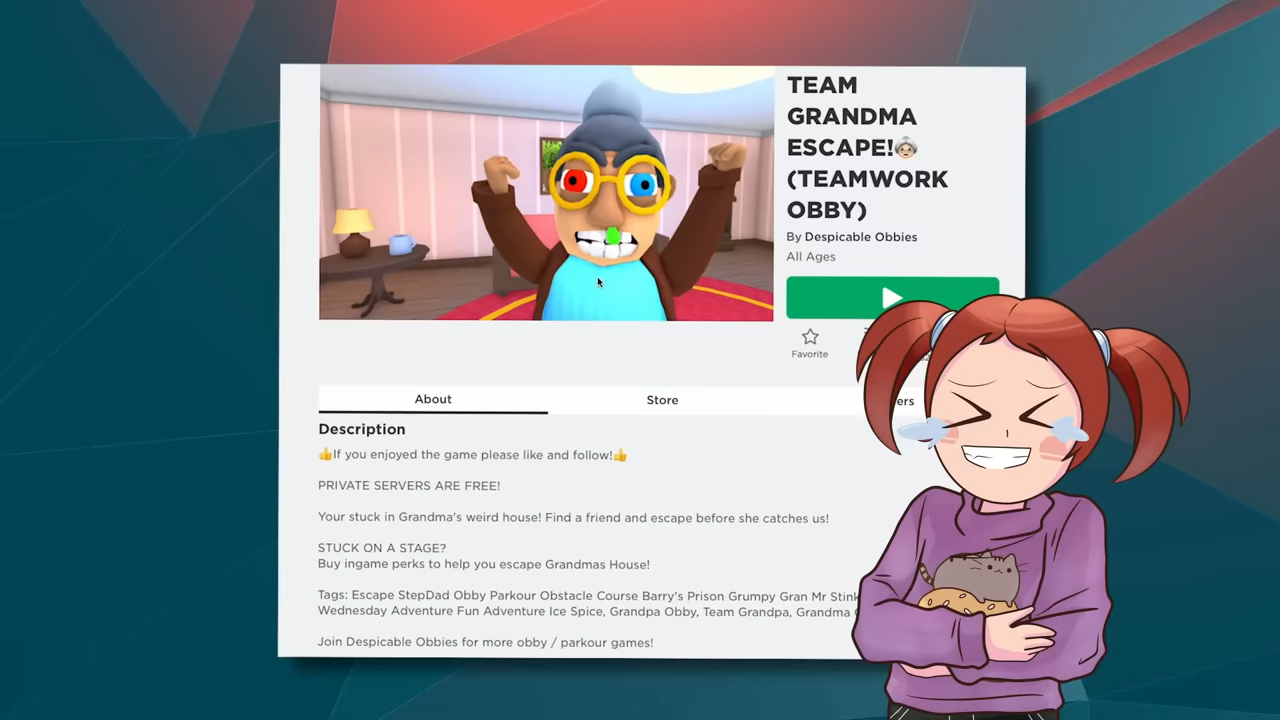 TEAM
GRANDMA
ESCAPE!👵🏼
(TEAMWORK
OBBY)
By Despicable Obbies
All Ages
Favorite
About
Store
Description
👍If you enjoyed the game please like and follow!👍
PRIVATE SERVERS ARE FREE!
Your stuck in Grandma's weird house! Find a friend and escape before she catches us!
STUCK ON A STAGE?
Buy ingame perks to help you escape Grandmas House!
Tags: Escape StepDad Obby Parkour Obstacle Course Barry's Prison Grumpy Gran Mr
Wednesday Adventure Fun Adventure Ice Spice, Grandpa Obby, Team Grandpa, Grandma
Join Despicable Obbies for more obby / parkour games!